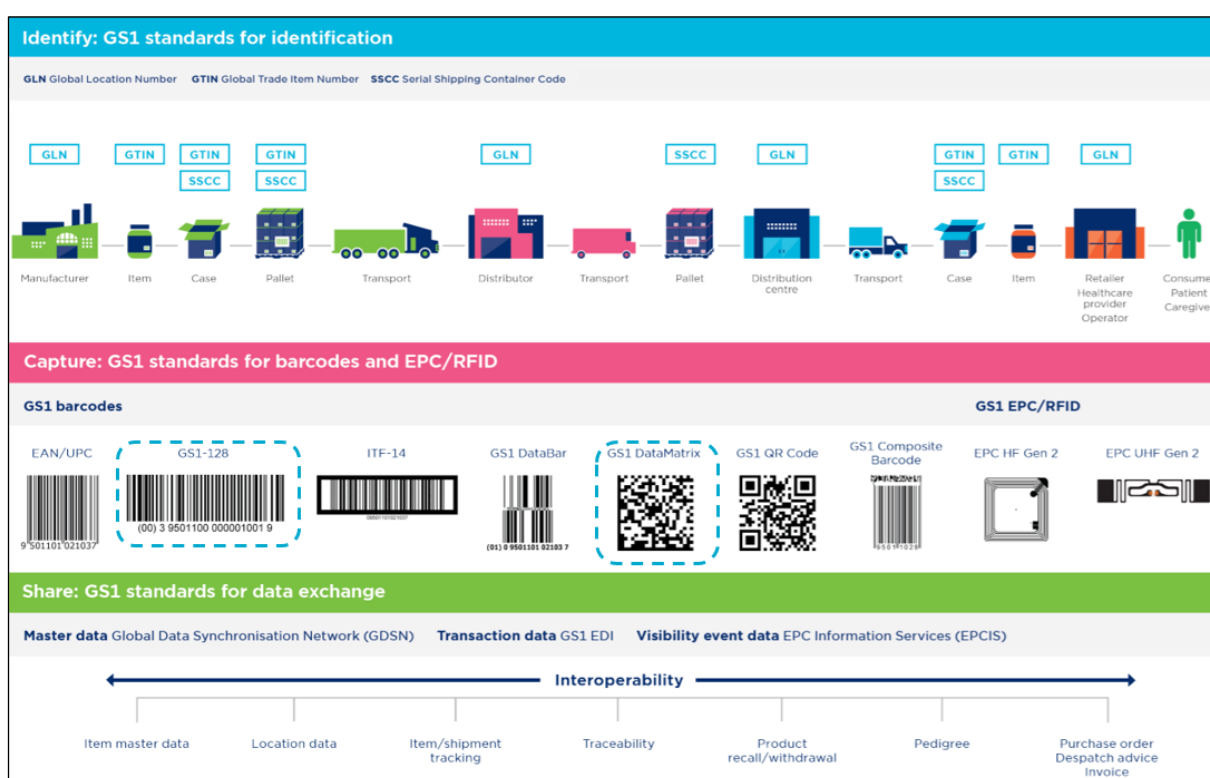 Identify: GS1 standards for identification
GLN Global Location Number GTIN Global Trade Item Number SSCC Serial Shipping Container Code
GLN GTIN GTIN GTIN GLN SSCC GLN GTIN GTIN GLN
SSCC SSCC SSCC
Manufacturer Item Case Pallet Transport Distributor Transport Pallet Distribution Transport Case Item Retailer Consume
centre Healthcare Patient
provider Caregive
Operator
Capture: GS1 standards for barcodes and EPC/RFID
GS1 barcodes GS1 EPC/RFID
EAN/UPC GS1-128 ITF-14 GS1 DataBar GS1 DataMatrix GS1 QR Code GS1 Composite EPC HF Gen 2 EPC UHF Gen 2
Barcode
(00) 3 9501100 000001001 9
9 501101 021037
(01) 0 9501101 02103 7
Share: GS1 standards for data exchange
Master data Global Data Synchronisation Network (GDSN) Transaction data GS1 EDI Visibility event data EPC Information Services (EPCIS)
Interoperability
Item master data Location data Item/shipment Traceability Product Pedigree Purchase order
tracking recall/withdrawal Despatch advice
Invoice